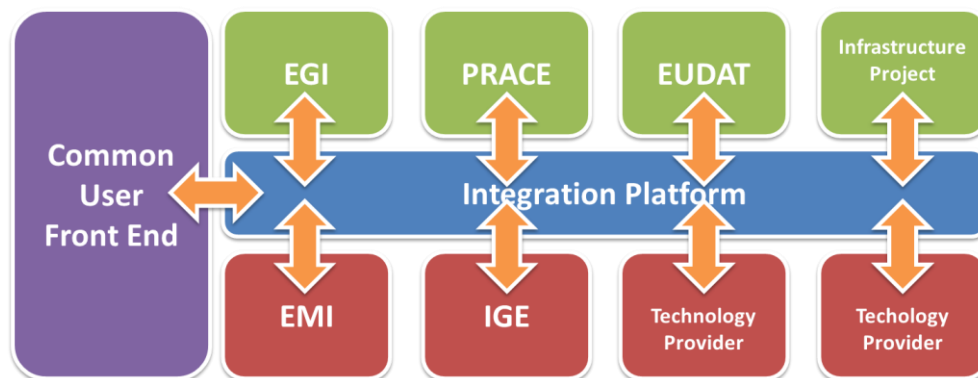 Common
User
Front End
EGI
PRACE
EUDAT
Infrastructure
Project
Integration Platform
EMI
IGE
Technology
Provider
Techology
Provider